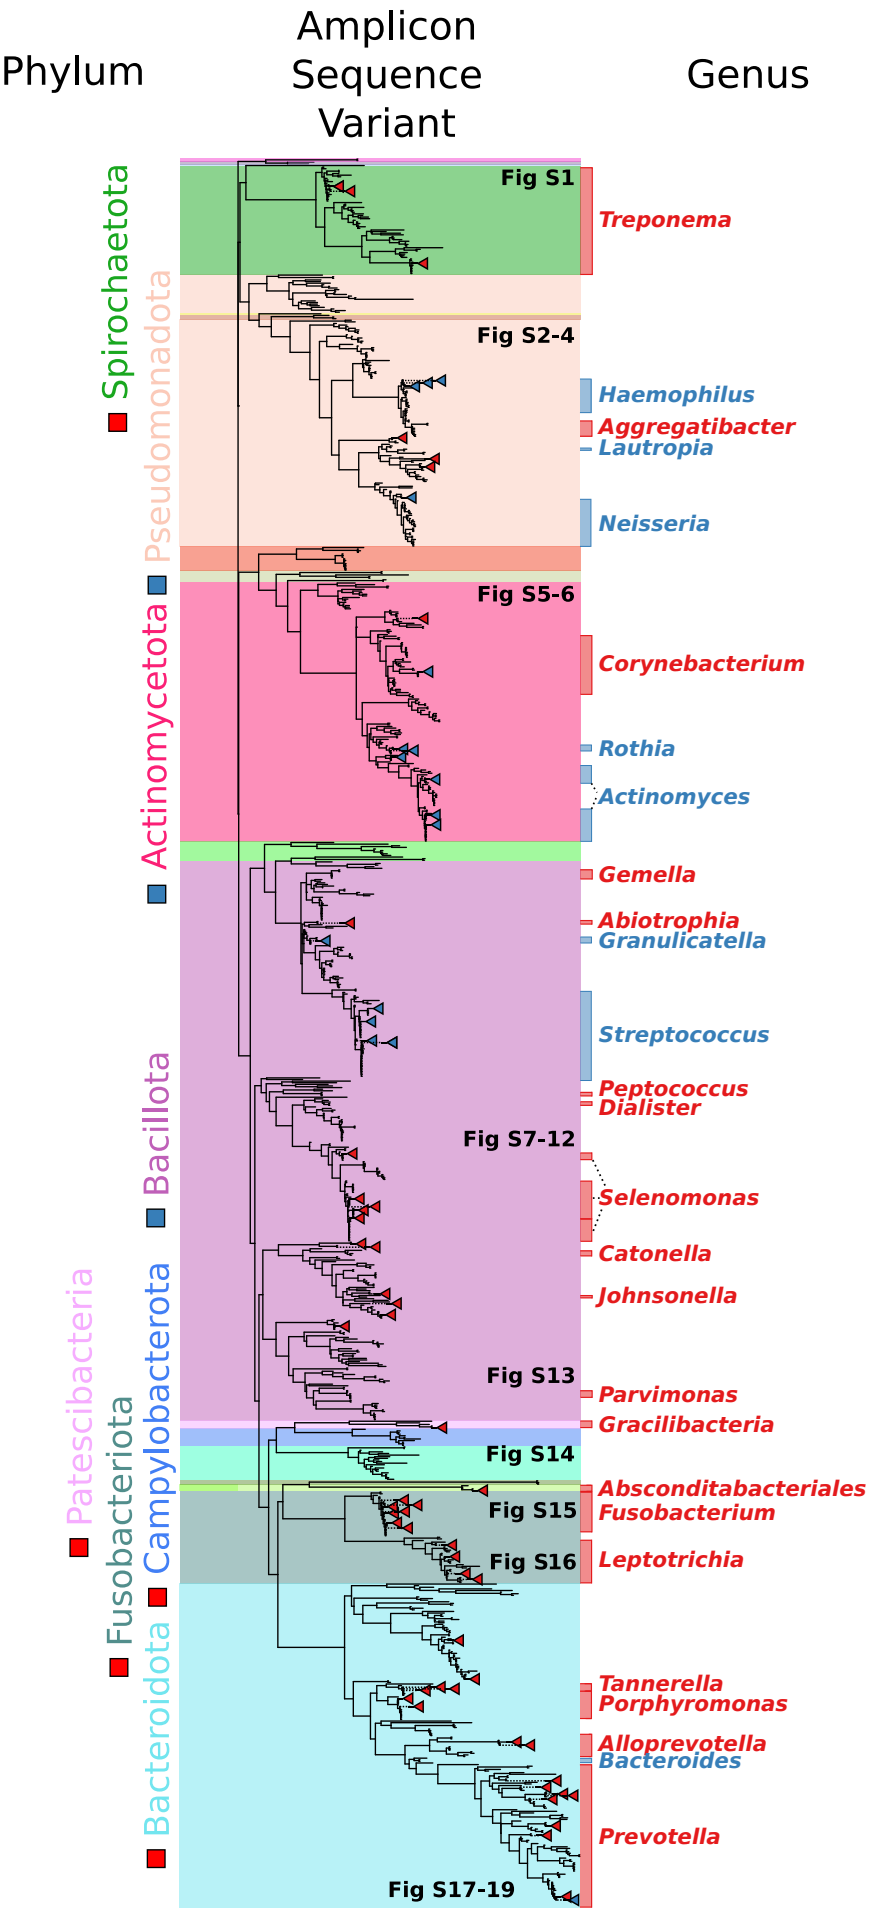 Phylum
Amplicon
Sequence
Variant
Genus
Spirochaetota
Pseudomonadota
Actinomycetota
Bacillota
Patescibacteria
Campylobacterota
Fusobacteriota
Bacteroidota
Fig S1
Fig S2-4
Fig S5-6
Fig S7-12
Fig S13
Fig S14
Fig S15
Fig S16
Fig S17-19
Treponema
Haemophilus
Aggregatibacter
Lautropia
Neisseria
Corynebacterium
Rothia
Actinomyces
Gemella
Abiotrophia
Granulicatella
Streptococcus
Peptococcus
Dialister
Selenomonas
Catonella
Johnsonella
Parvimonas
Gracilibacteria
Absconditabacteriales
Fusobacterium
Leptotrichia
Tannerella
Porphyromonas
Alloprevotella
Bacteroides
Prevotella